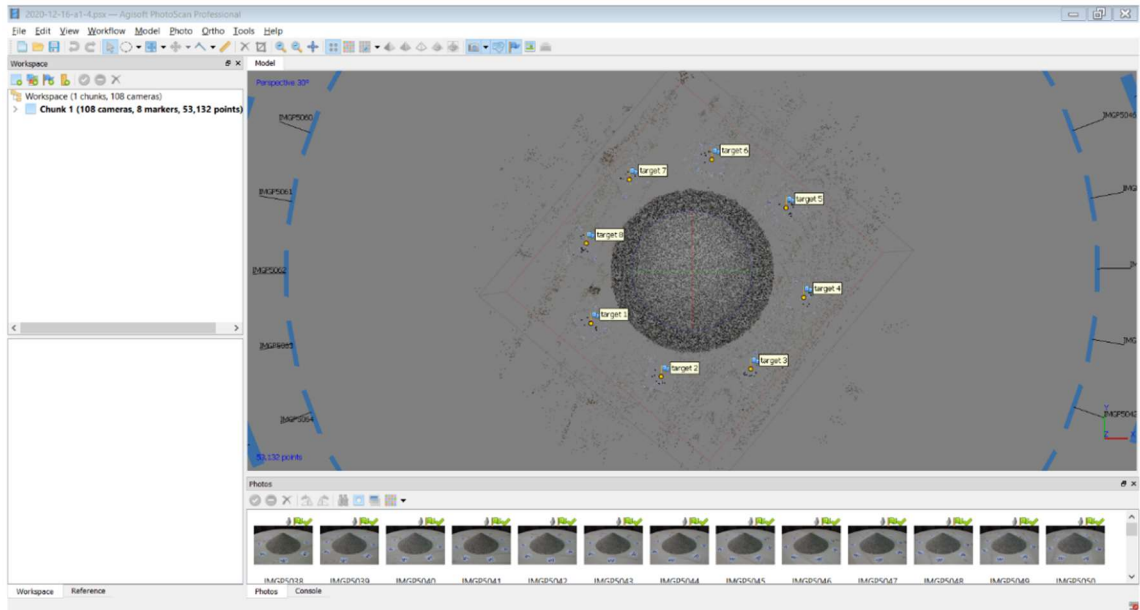 2020-12-16-a1-4.psx — Agisoft PhotoScan Professional
File Edit View Workflow Model Photo Ortho Tools Help
Workspace
Model
Workspace (1 chunks, 108 cameras)
Chunk 1 (108 cameras, 8 markers, 53,132 points)
Perspective 30°
IMGP5060
IMGP5046
target 6
target 7
IMGP5061
IMG
target 5
target 8
IMGP5062
target 4
target 1
IMG
target 3
target 2
IMGP5064
IMGP5042
Y
Z
53,132 points
Photos
IMGP5038 IMGP5039 IMGP5040 IMGP5041 IMGP5042 IMGP5043 IMGP5044 IMGP5045 IMGP5046 IMGP5047 IMGP5048 IMGP5049 IMGP5050
Workspace Reference
Photos Console